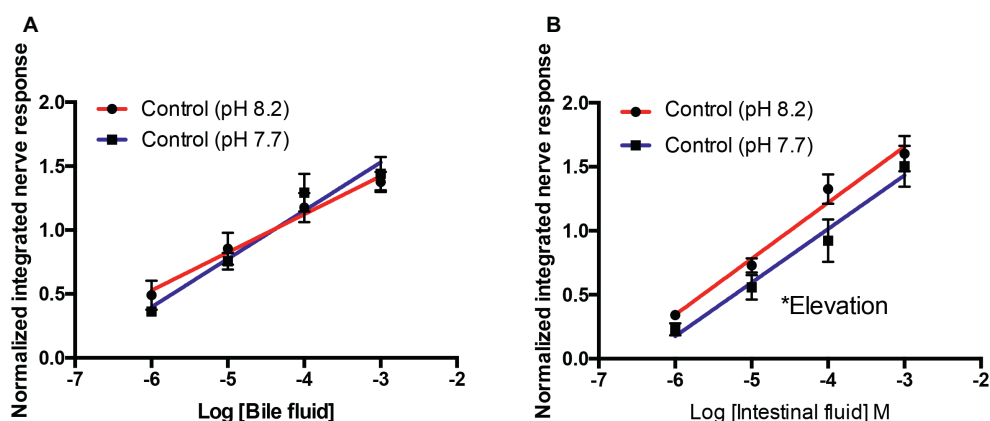 A
Normalized integrated nerve response
2.0
1.5
1.0
0.5
0.0
Control (pH 8.2)
Control (pH 7.7)
-7
-6
-5
-4
-3
-2
Log [Bile fluid]
B
Normalized integrated nerve response
2.0
1.5
1.0
0.5
0.0
Control (pH 8.2)
Control (pH 7.7)
*Elevation
-7
-6
-5
-4
-3
-2
Log [Intestinal fluid] M